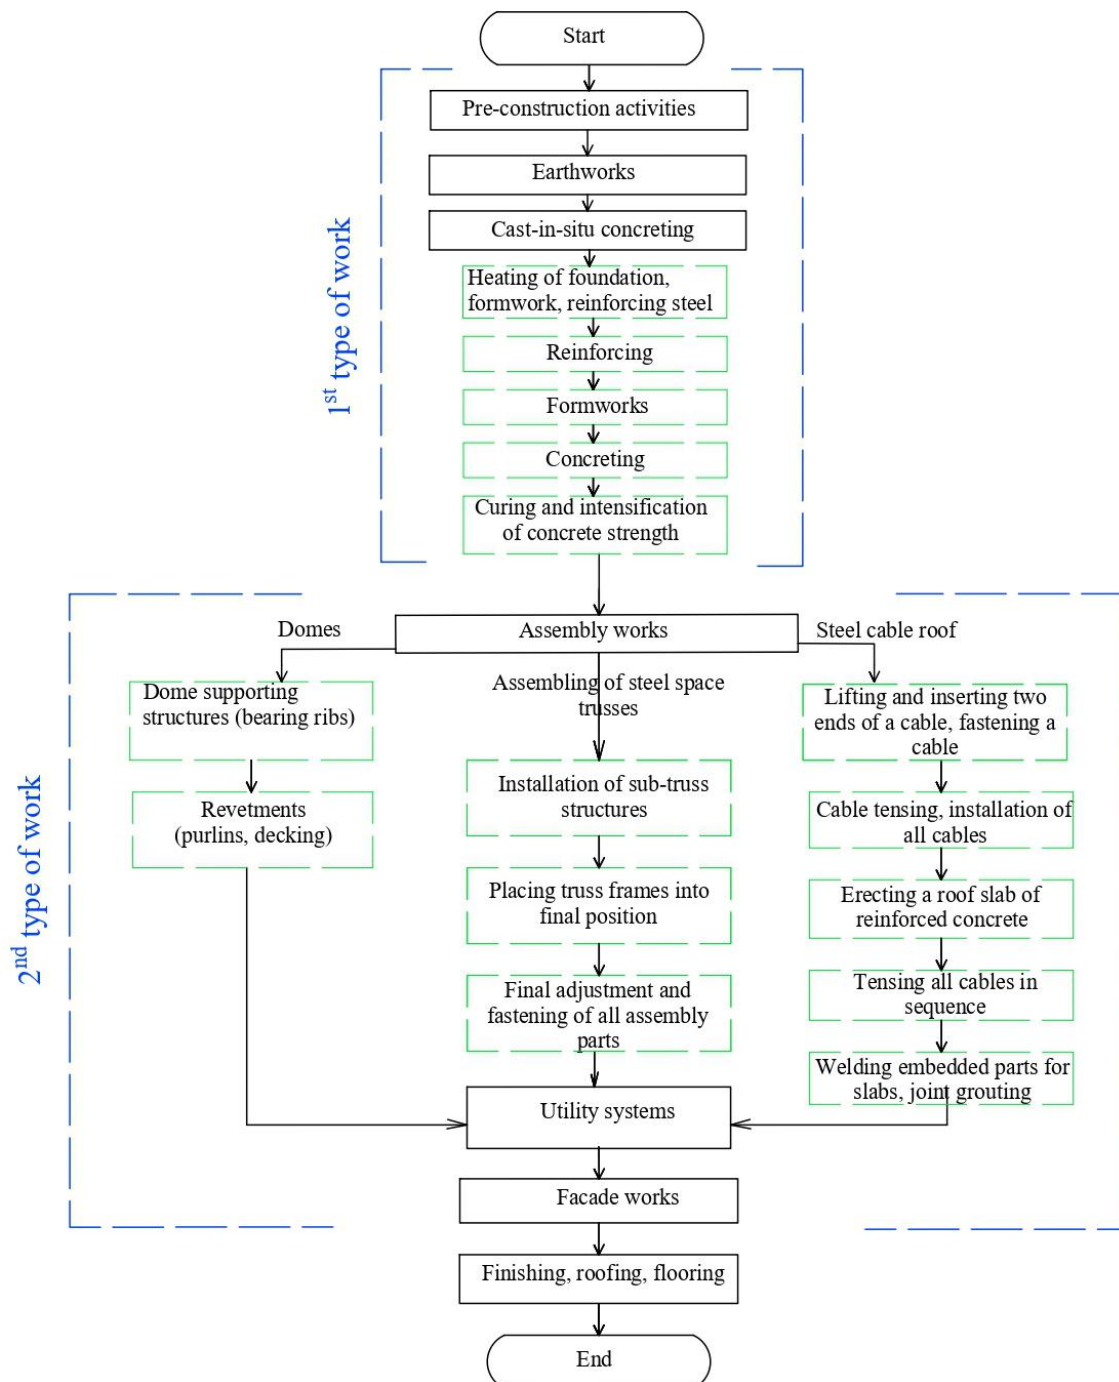 Start
Pre-construction activities
Earthworks
Cast-in-situ concreting
Heating of foundation,
formwork, reinforcing steel
Reinforcing
Formworks
Concreting
Curing and intensification
of concrete strength
1st type of work
Assembly works
Domes
Steel cable roof
Assembling of steel space
trusses
Dome supporting
structures (bearing ribs)
Revetments
(purlins, decking)
Installation of sub-truss
structures
Placing truss frames into
final position
Final adjustment and
fastening of all assembly
parts
Lifting and inserting two
ends of a cable, fastening a
cable
Cable tensing, installation of
all cables
Erecting a roof slab of
reinforced concrete
Tensing all cables in
sequence
Welding embedded parts for
slabs, joint grouting
2nd type of work
Utility systems
Facade works
Finishing, roofing, flooring
End